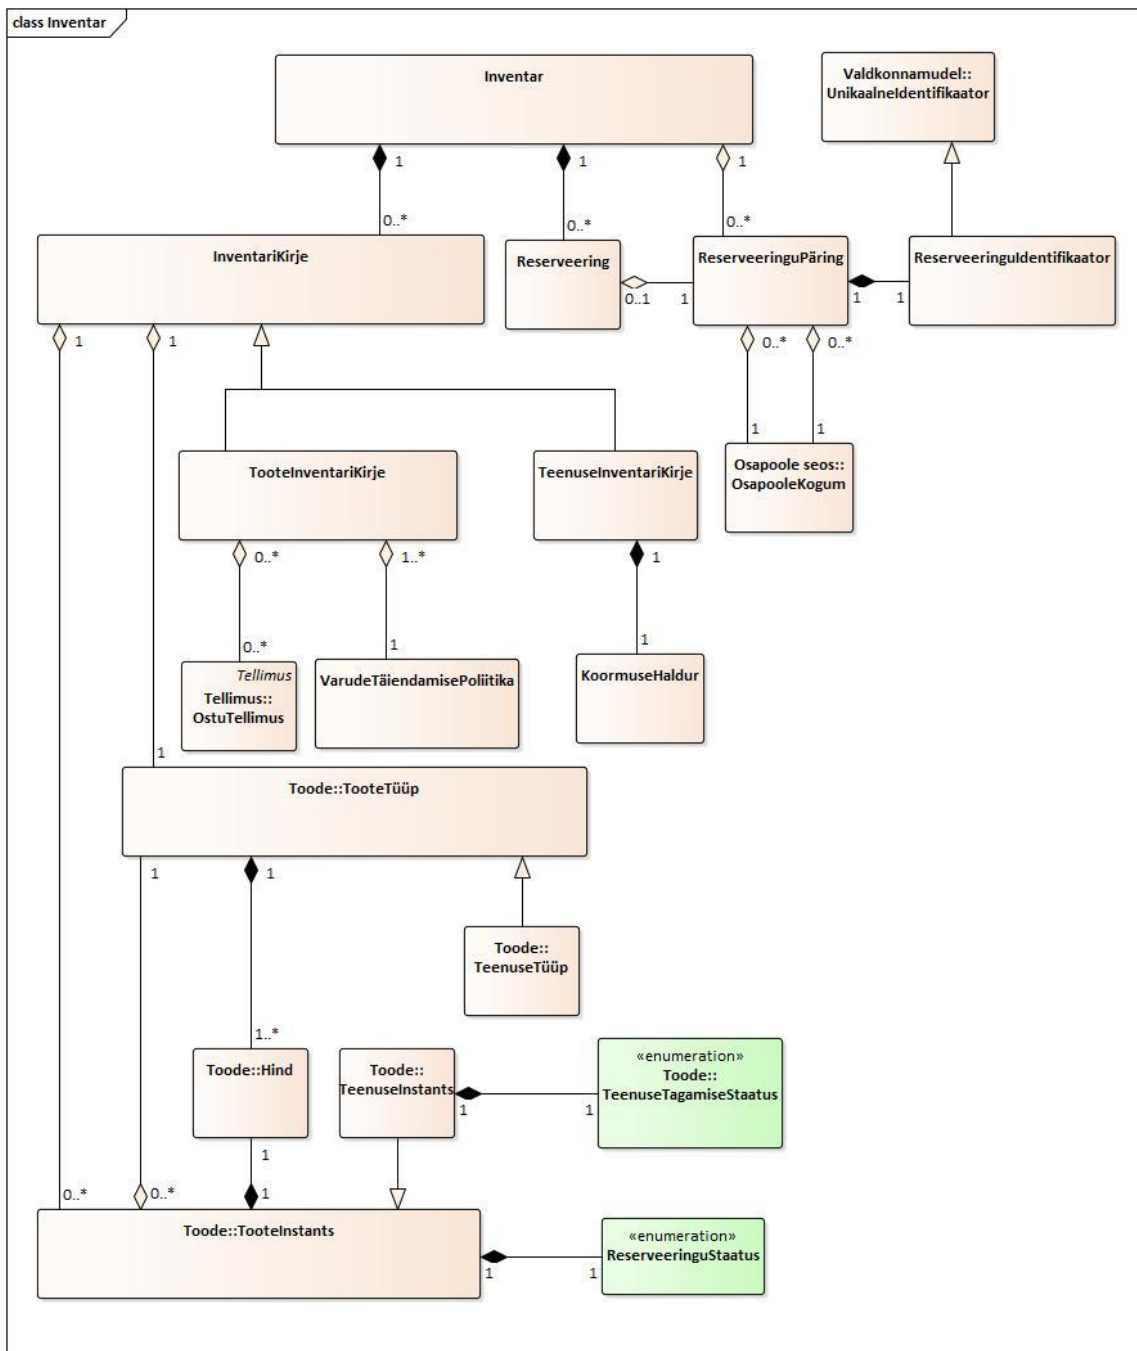 class Inventar
Inventar
Valdkonnamudel::
UnikaalneIdentifikaator
1
1
1
0..*
0..*
0..*
InventariKirje
Reserveering
ReserveeringuPäring
ReserveeringuIdentifikaator
0..1
1
1
1
1
1
0..*
0..*
1
1
TooteInventariKirje
TeenuseInventariKirje
Osapoole seos::
OsapooleKogum
0..*
1..*
1
0..*
1
1
Tellimus
Tellimus::
OstuTellimus
VarudeTäiendamisePoliitika
KoormuseHaldur
1
Toode::TooteTüüp
1
1
Toode::
TeenuseTüüp
1..*
Toode::Hind
Toode::
TeenuseInstants
«enumeration»
Toode::
TeenuseTagamiseStaatus
1
1
1
0..*
0..*
1
Toode::TooteInstants
«enumeration»
ReserveeringuStaatus
1
1